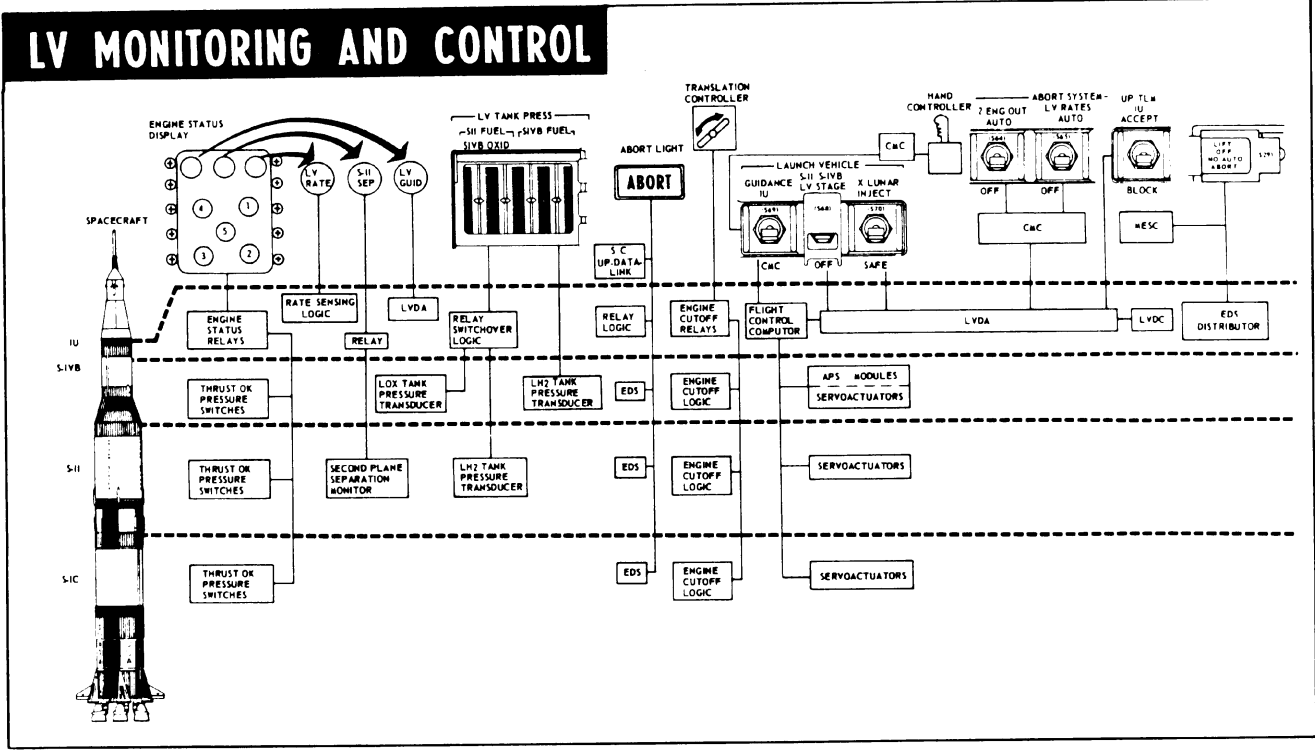 LV MONITORING AND CONTROL
ENGINE STATUS
DISPLAY
4
1
5
3
2
LV
RATE
S-II
SEP
LV
GUID
LV TANK PRESS
SII FUEL
SIVB FUEL
SIVB OXID
ABORT LIGHT
ABORT
TRANSLATION
CONTROLLER
HAND
CONTROLLER
CMC
LAUNCH VEHICLE
GUIDANCE
IU
S-II S-IVB
LV STAGE
X LUNAR
INJECT
CMC
OFF
SAFE
ABORT SYSTEM-
2 ENG OUT
AUTO
LV RATES
AUTO
OFF
OFF
CMC
UP TLM
IU
ACCEPT
BLOCK
LIFT
OFF
NO AUTO
ABORT
MESC
SPACECRAFT
S C
UP-DATA-
LINK
IU
ENGINE
STATUS
RELAYS
RATE SENSING
LOGIC
RELAY
LVDA
RELAY
SWITCHOVER
LOGIC
RELAY
LOGIC
ENGINE
CUTOFF
RELAYS
FLIGHT
CONTROL
COMPUTOR
LVDA
LVDC
EDS
DISTRIBUTOR
S-IVB
THRUST OK
PRESSURE
SWITCHES
LOX TANK
PRESSURE
TRANSDUCER
LH2 TANK
PRESSURE
TRANSDUCER
EDS
ENGINE
CUTOFF
LOGIC
APS MODULES
SERVOACTUATORS
S-II
THRUST OK
PRESSURE
SWITCHES
SECOND PLANE
SEPARATION
MONITOR
LH2 TANK
PRESSURE
TRANSDUCER
EDS
ENGINE
CUTOFF
LOGIC
SERVOACTUATORS
S-IC
THRUST OK
PRESSURE
SWITCHES
EDS
ENGINE
CUTOFF
LOGIC
SERVOACTUATORS